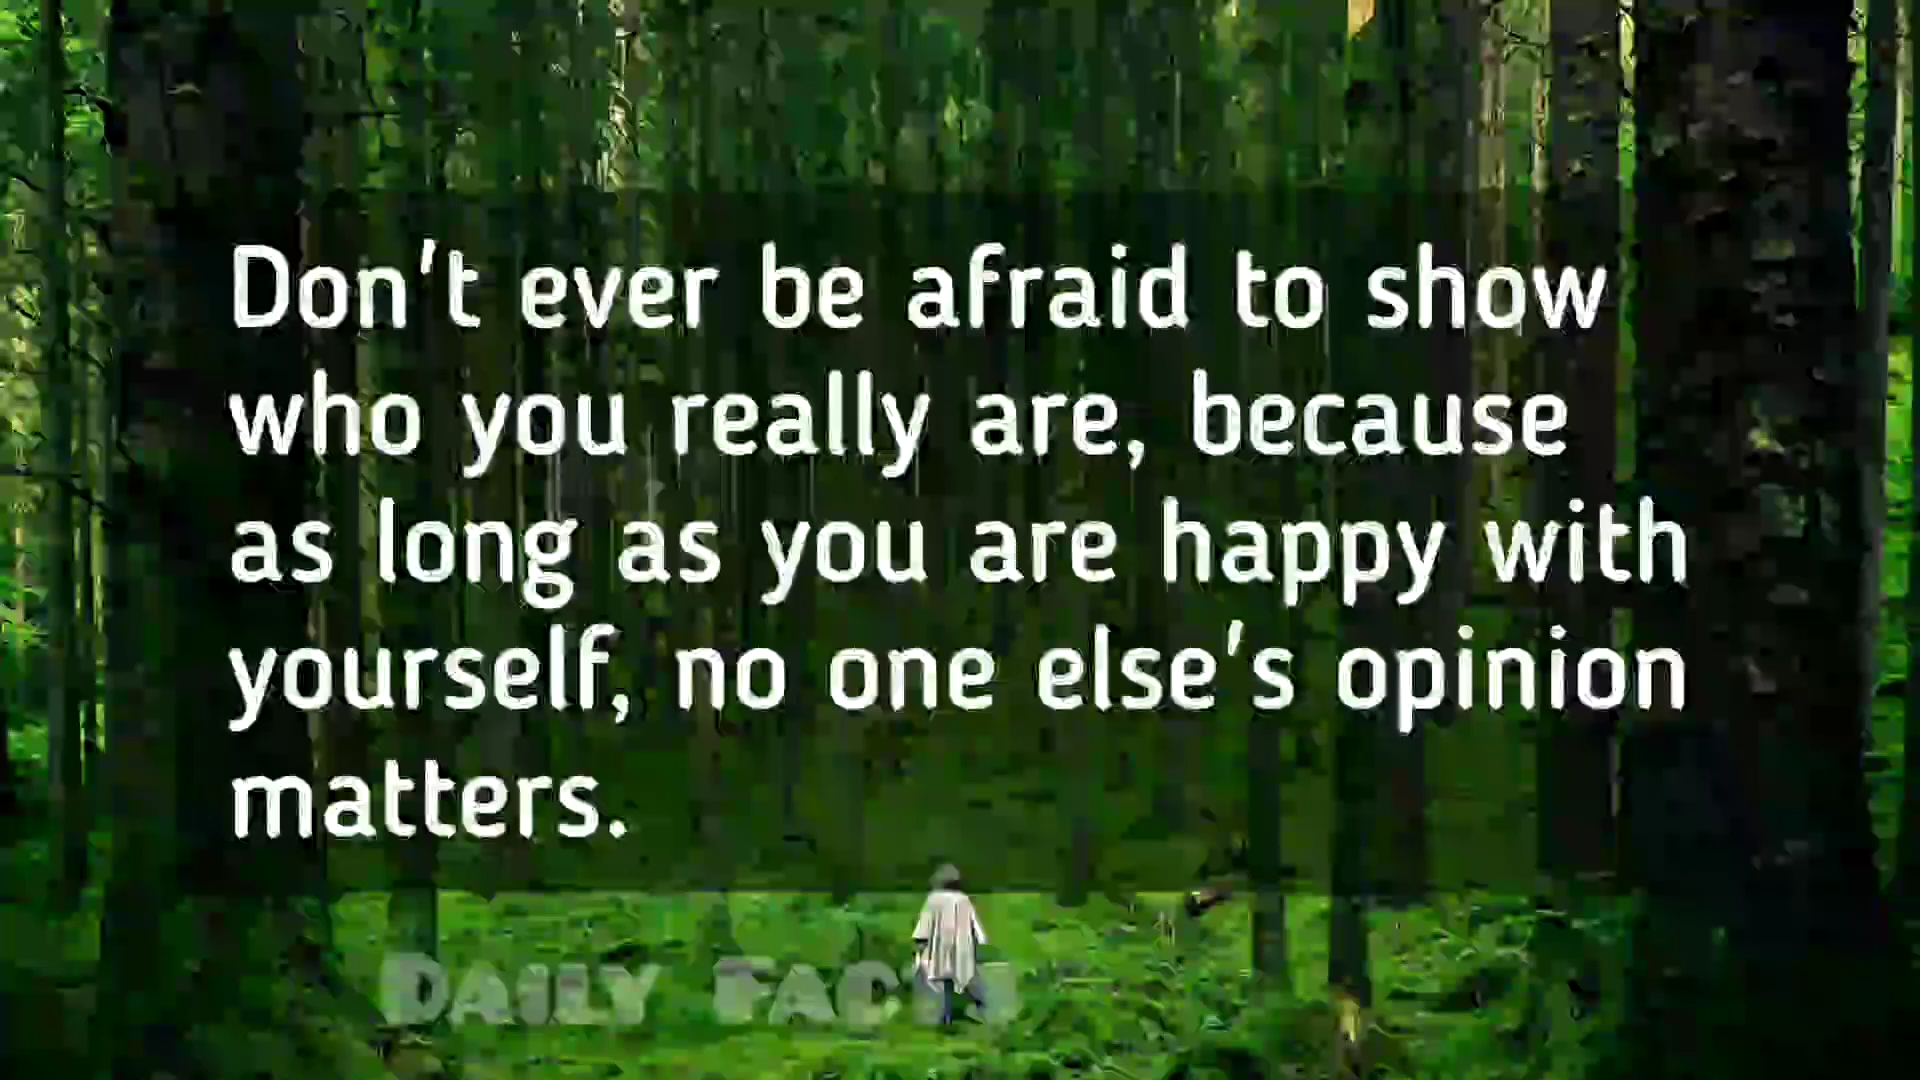 Don't ever be afraid to show
who you really are, because
as long as you are happy with
yourself, no one else's opinion
matters.
DAILY FACTS